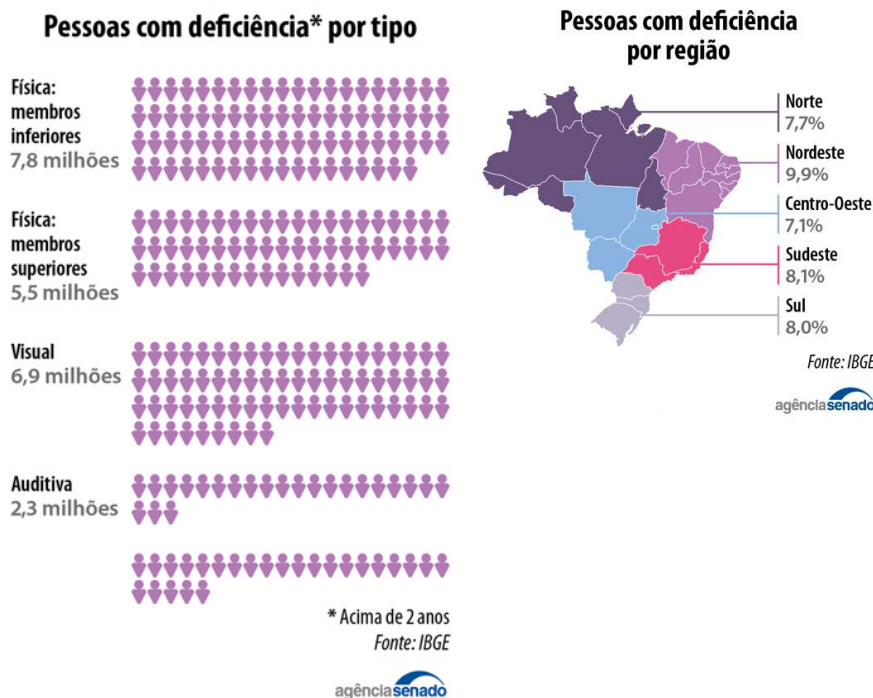 Pessoas com deficiência* por tipo
Física:
membros
inferiores
7,8 milhões
Física:
membros
superiores
5,5 milhões
Visual
6,9 milhões
Auditiva
2,3 milhões
* Acima de 2 anos
Fonte: IBGE
agênciasenado
Pessoas com deficiência
por região
Norte
7,7%
Nordeste
9,9%
Centro-Oeste
7,1%
Sudeste
8,1%
Sul
8,0%
Fonte: IBGE
agênciasenado